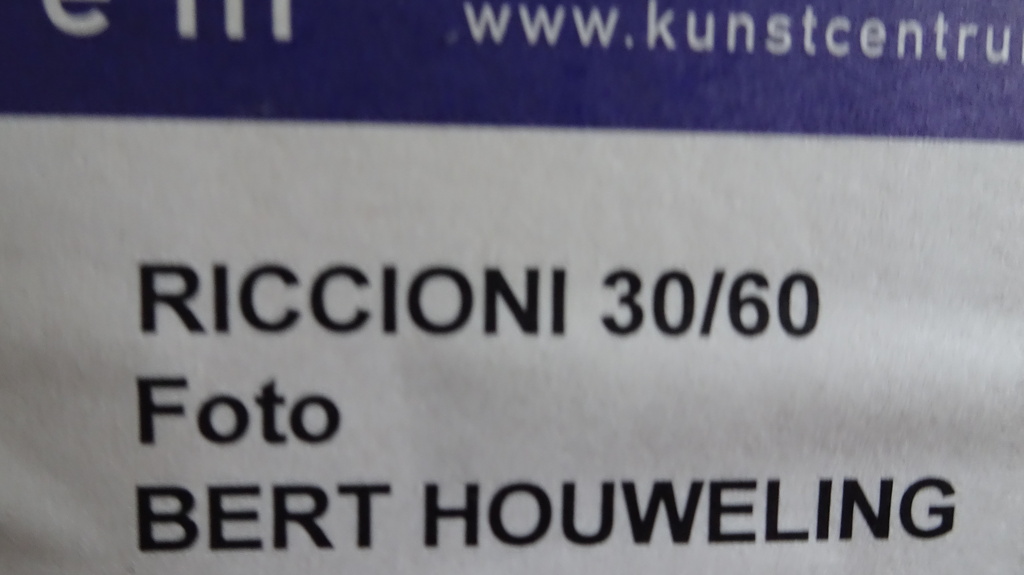 www.kunstcentru
RICCIONI 30/60
Foto
BERT HOUWELING